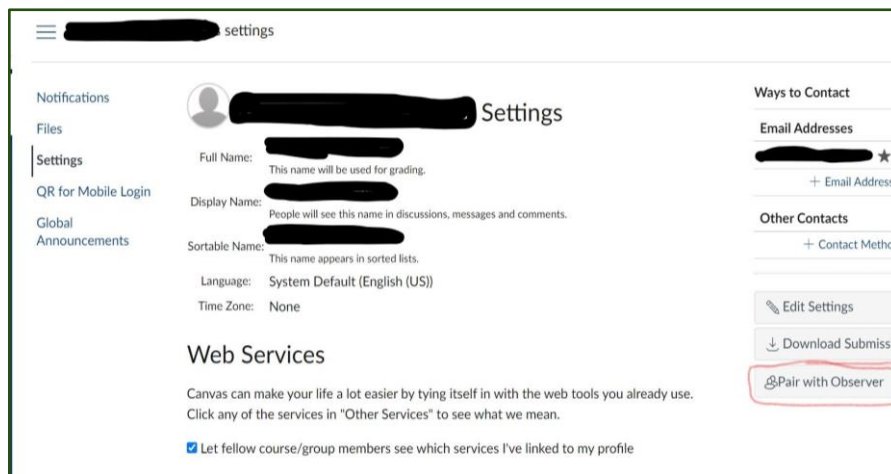 settings
Notifications
Files
Settings
QR for Mobile Login
Global
Announcements
Settings
Full Name:
This name will be used for grading.
Display Name:
People will see this name in discussions, messages and comments.
Sortable Name:
This name appears in sorted lists.
Language: System Default (English (US))
Time Zone: None
Web Services
Canvas can make your life a lot easier by tying itself in with the web tools you already use.
Click any of the services in "Other Services" to see what we mean.
Let fellow course/group members see which services I've linked to my profile
Ways to Contact
Email Addresses
+ Email Address
Other Contacts
+ Contact Metho
Edit Settings
Download Submiss
Pair with Observer